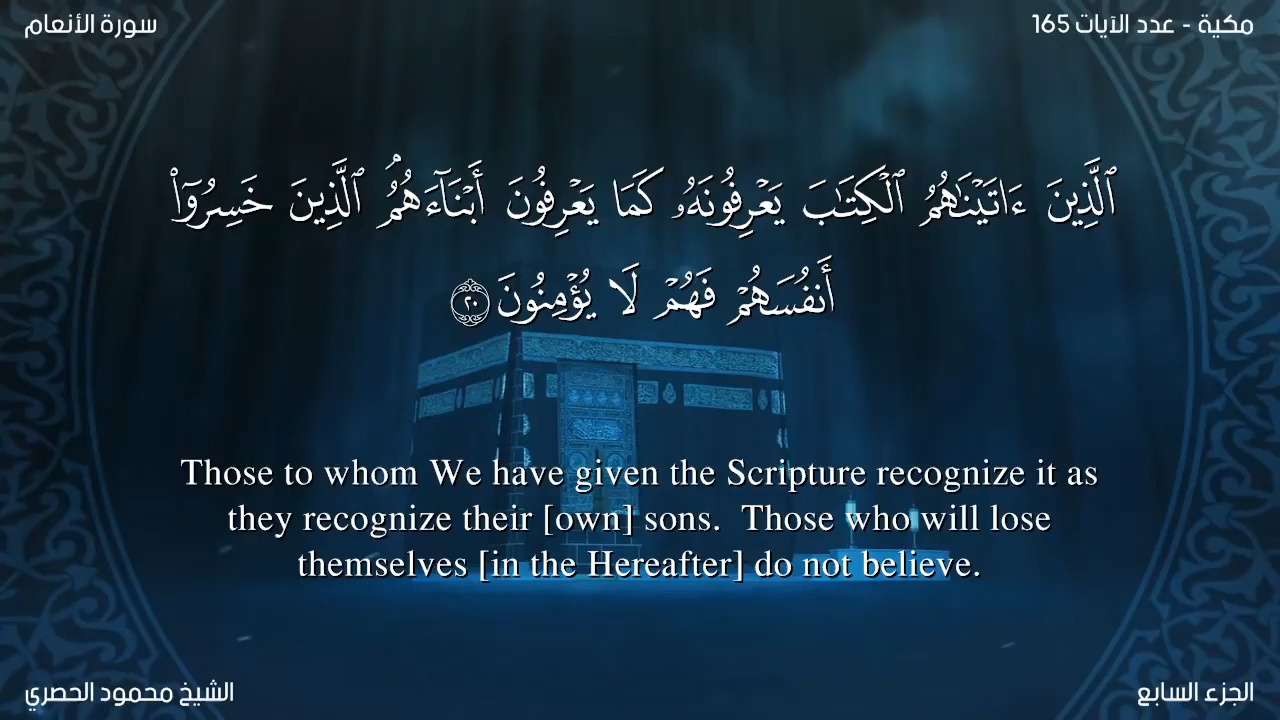 سورة الأنعام
مكية - عدد الآيات 165
ٱلَّذِينَ ءَاتَيْنَـٰهُمُ ٱلْكِتَـٰبَ يَعْرِفُونَهُۥ كَمَا يَعْرِفُونَ أَبْنَآءَهُمُ ۘ ٱلَّذِينَ خَسِرُوٓا۟
أَنفُسَهُمْ فَهُمْ لَا يُؤْمِنُونَ ٢٠
Those to whom We have given the Scripture recognize it as
they recognize their [own] sons.  Those who will lose
themselves [in the Hereafter] do not believe.
الشيخ محمود الحصري
الجزء السابع